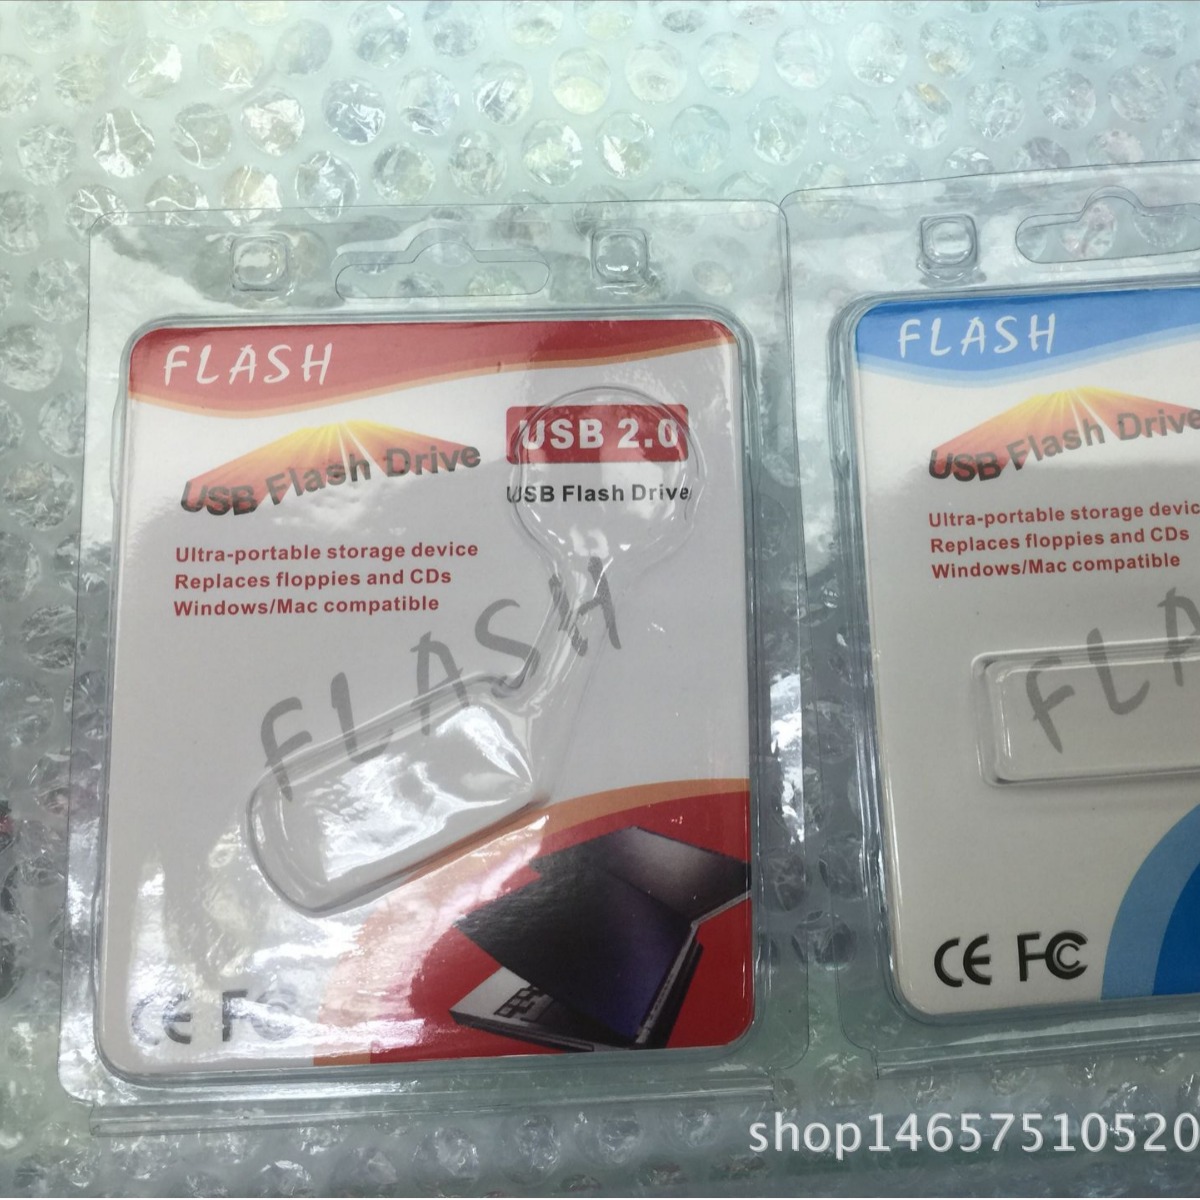 FLASH
USB Flash Drive
USB 2.0
USB Flash Drive
Ultra-portable storage device
Replaces floppies and CDs
Windows/Mac compatible
FLASH
CE FC
FLASH
USB Flash Drive
Ultra-portable storage devic
Replaces floppies and CDs
Windows/Mac compatible
FLA
CE FC
shop14657510520